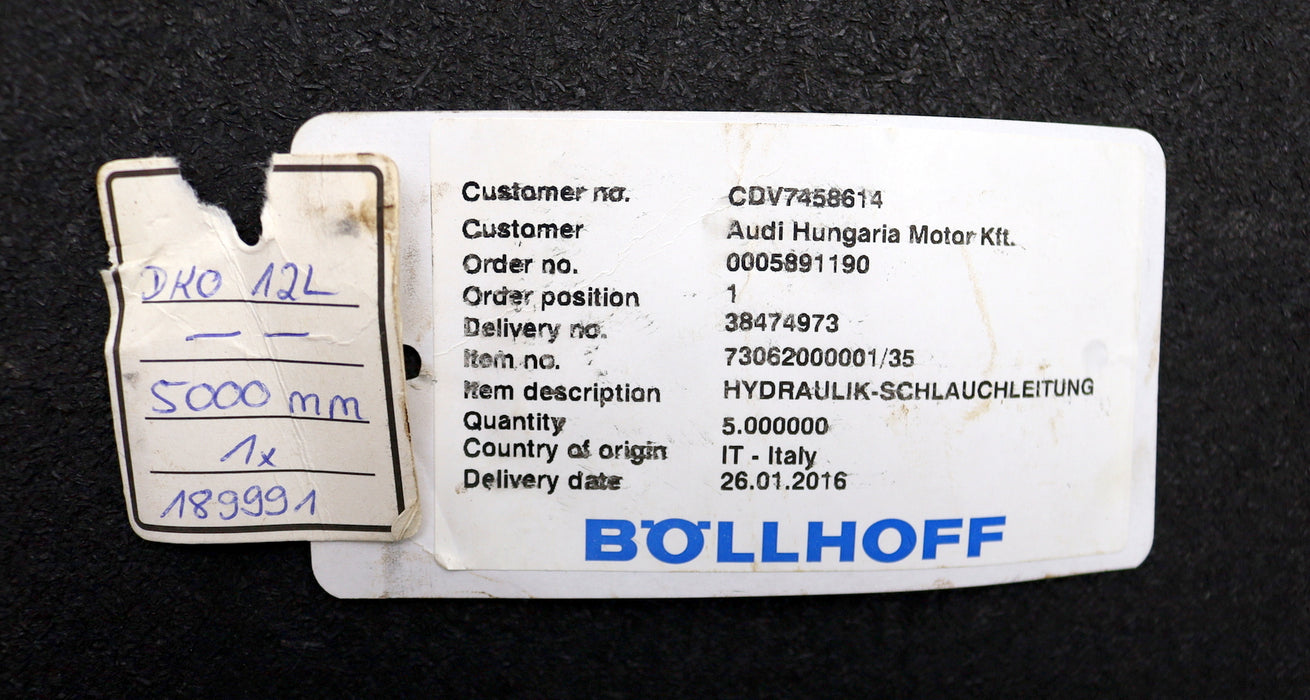 DKO 12L
— —
5000 mm
1x
189991
Customer no. CDV7458614
Customer Audi Hungaria Motor Kft.
Order no. 0005891190
Order position 1
Delivery no. 38474973
Item no. 73062000001/35
Item description HYDRAULIK-SCHLAUCHLEITUNG
Quantity 5.000000
Country of origin IT - Italy
Delivery date 26.01.2016
BÖLLHOFF